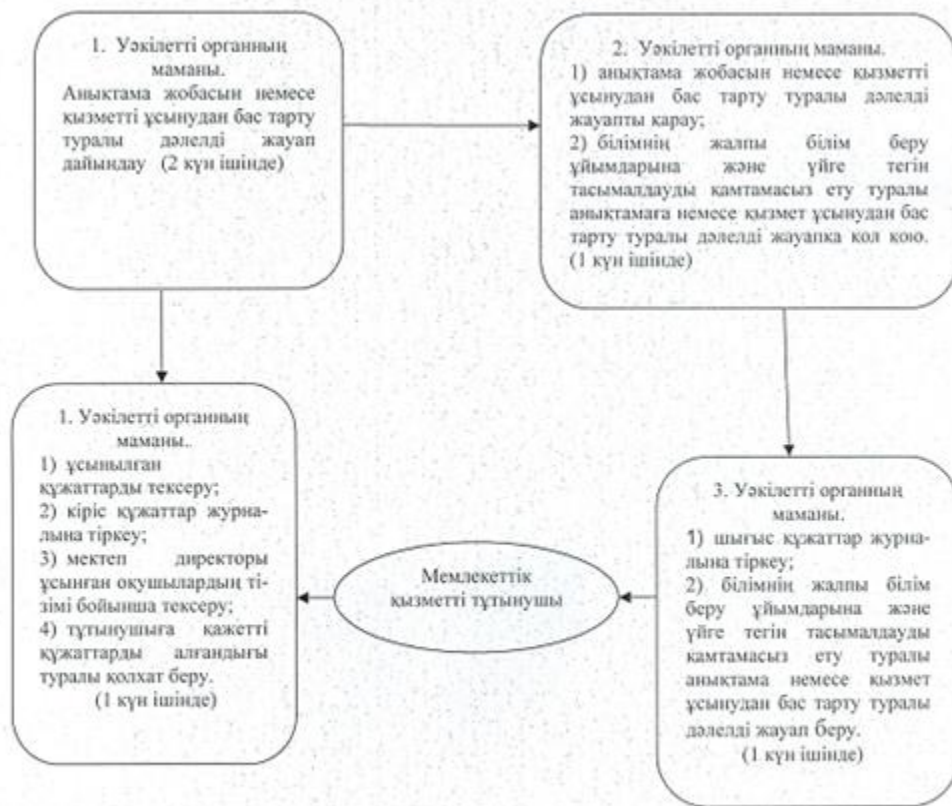 1. Уәкілетті органның
маманы.
Анықтама жобасын немесе
қызметті ұсынудан бас тарту
туралы дәлелді жауап
дайындау (2 күн ішінде)
2. Уәкілетті органның маманы.
1) анықтама жобасын немесе қызметті
ұсынудан бас тарту туралы дәлелді
жауапты қарау;
2) білімнің жалпы білім беру
ұйымдарына және үйге тегін
тасымалдауды қамтамасыз ету туралы
анықтамаға немесе қызмет ұсынудан бас
тарту туралы дәлелді жауапка қол қою.
(1 күн ішінде)
1. Уәкілетті органның
маманы.
1) ұсынылған
құжаттарды тексеру;
2) кіріс құжаттар журна-
лына тіркеу;
3) мектеп директоры
ұсынған оқушылардың ті-
зімі бойынша тексеру;
4) тұтынушыға қажетті
құжаттарды алғандығы
туралы қолхат беру.
(1 күн ішінде)
Мемлекеттік
қызметті тұтынушы
3. Уәкілетті органның
маманы.
1) шығыс құжаттар журна-
лына тіркеу;
2) білімнің жалпы білім
беру ұйымдарына және
үйге тегін тасымалдауды
қамтамасыз ету туралы
анықтама немесе қызмет
ұсынудан бас тарту туралы
дәлелді жауап беру.
(1 күн ішінде)